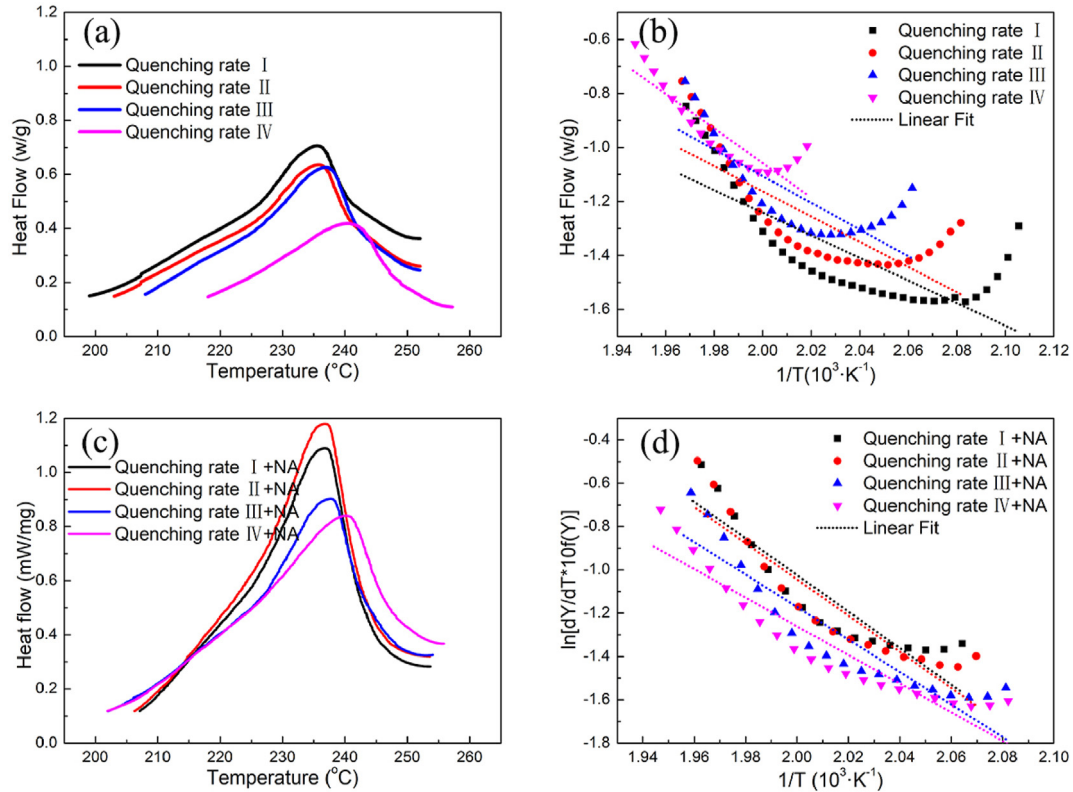 (a)
Quenching rate Ⅰ
Quenching rate Ⅱ
Quenching rate Ⅲ
Quenching rate Ⅳ
Heat Flow (w/g)
1.2
1.0
0.8
0.6
0.4
0.2
0.0
200 210 220 230 240 250 260
Temperature (°C)
(b)
Quenching rate Ⅰ
Quenching rate Ⅱ
Quenching rate Ⅲ
Quenching rate Ⅳ
Linear Fit
Heat Flow (w/g)
-0.6
-0.8
-1.0
-1.2
-1.4
-1.6
1.94 1.96 1.98 2.00 2.02 2.04 2.06 2.08 2.10 2.12
1/T(10³·K⁻¹)
(c)
Quenching rate Ⅰ+NA
Quenching rate Ⅱ+NA
Quenching rate Ⅲ+NA
Quenching rate Ⅳ+NA
Heat flow (mW/mg)
1.2
1.0
0.8
0.6
0.4
0.2
0.0
200 210 220 230 240 250 260
Temperature (°C)
(d)
Quenching rate Ⅰ+NA
Quenching rate Ⅱ+NA
Quenching rate Ⅲ+NA
Quenching rate Ⅳ+NA
Linear Fit
ln[dY/dT*10f(Y)]
-0.4
-0.6
-0.8
-1.0
-1.2
-1.4
-1.6
-1.8
1.94 1.96 1.98 2.00 2.02 2.04 2.06 2.08 2.10
1/T (10³·K⁻¹)